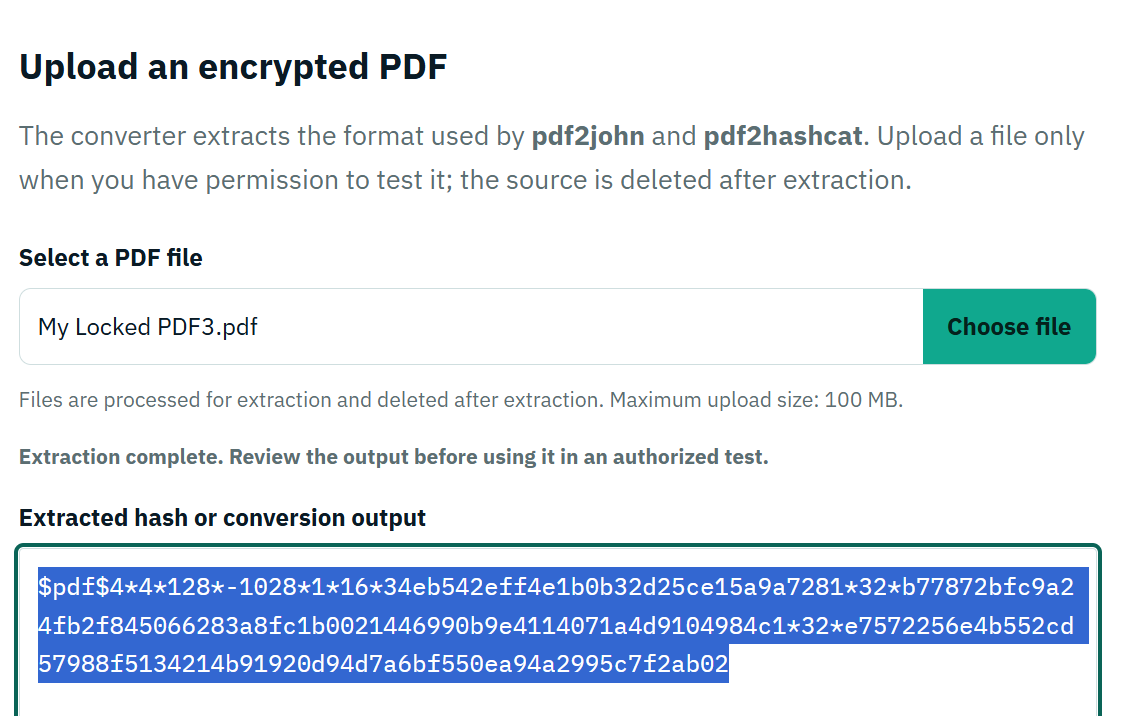 Upload an encrypted PDF
The converter extracts the format used by pdf2john and pdf2hashcat. Upload a file only
when you have permission to test it; the source is deleted after extraction.
Select a PDF file
My Locked PDF3.pdf
Choose file
Files are processed for extraction and deleted after extraction. Maximum upload size: 100 MB.
Extraction complete. Review the output before using it in an authorized test.
Extracted hash or conversion output
$pdf$4*4*128*-1028*1*16*34eb542eff4e1b0b32d25ce15a9a7281*32*b77872bfc9a2
4fb2f845066283a8fc1b0021446990b9e4114071a4d9104984c1*32*e7572256e4b552cd
57988f5134214b91920d94d7a6bf550ea94a2995c7f2ab02